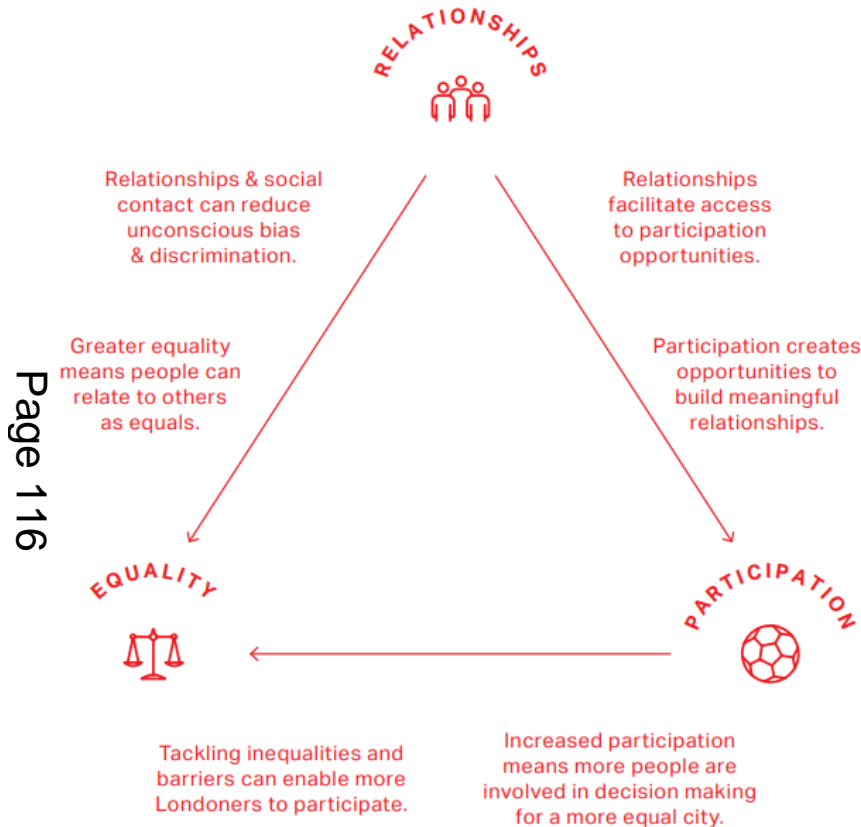 RELATIONSHIPS
Relationships & social
contact can reduce
unconscious bias
& discrimination.
Relationships
facilitate access
to participation
opportunities.
Greater equality
means people can
relate to others
as equals.
Participation creates
opportunities to
build meaningful
relationships.
Page 116
EQUALITY
PARTICIPATION
Tackling inequalities and
barriers can enable more
Londoners to participate.
Increased participation
means more people are
involved in decision making
for a more equal city.